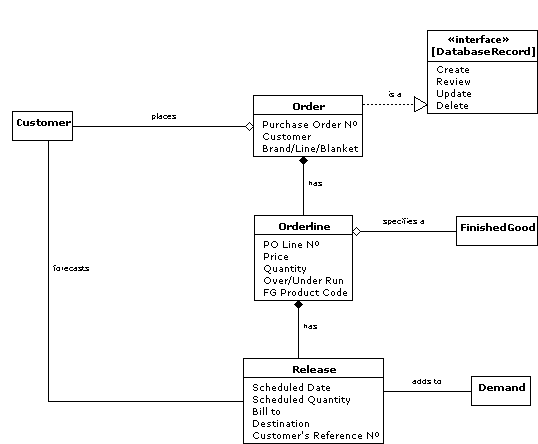 «interface»
[DatabaseRecord]
Create
Review
Update
Delete
is a
Order
Purchase Order Nº
Customer
Brand/Line/Blanket
Customer
places
has
Orderline
PO Line Nº
Price
Quantity
Over/Under Run
FG Product Code
specifies a
FinishedGood
forecasts
has
Release
Scheduled Date
Scheduled Quantity
Bill to
Destination
Customer's Reference Nº
adds to
Demand